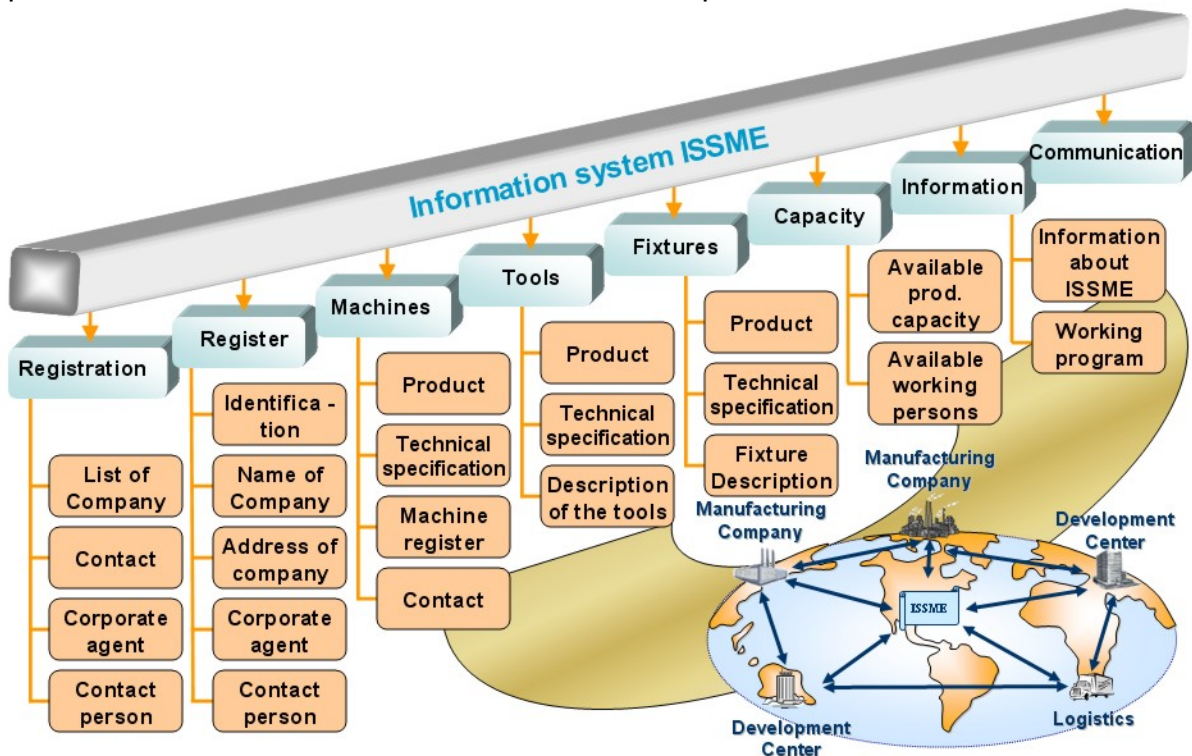 Information system ISSME
Registration
List of
Company
Contact
Corporate
agent
Contact
person
Register
Identifica -
tion
Name of
Company
Address of
company
Corporate
agent
Contact
person
Machines
Product
Technical
specification
Machine
register
Contact
Tools
Product
Technical
specification
Description
of the tools
Fixtures
Product
Technical
specification
Fixture
Description
Capacity
Available
prod.
capacity
Available
working
persons
Information
Information
about
ISSME
Working
program
Communication
Manufacturing
Company
Manufacturing
Company
Development
Center
ISSME
Development
Center
Logistics